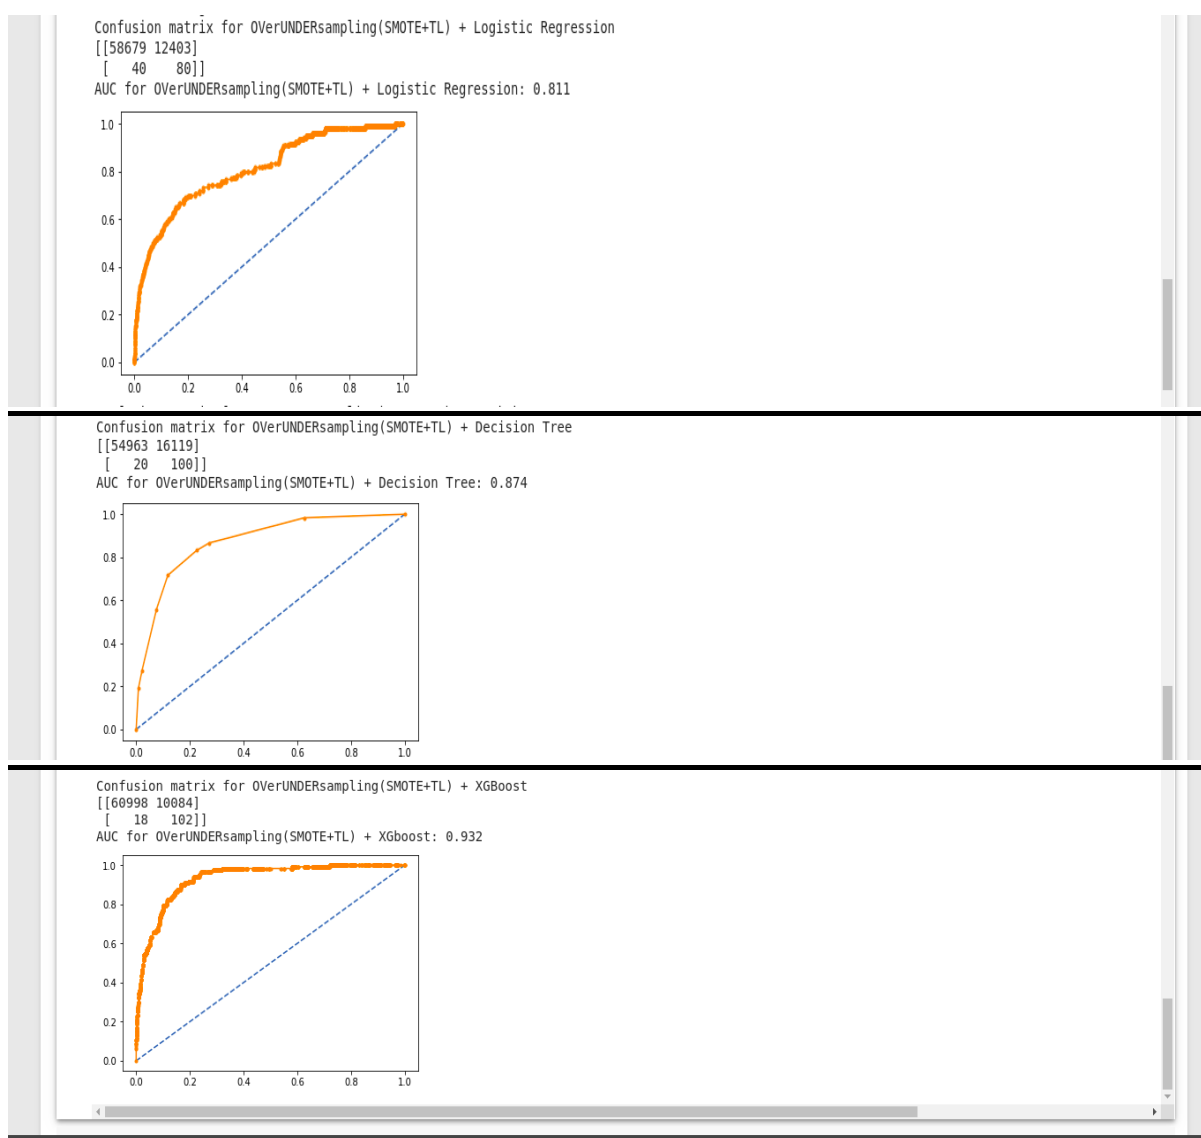 Confusion matrix for OVerUNDERsampling(SMOTE+TL) + Logistic Regression
[[58679 12403]
[ 40 80]]
AUC for OVerUNDERsampling(SMOTE+TL) + Logistic Regression: 0.811
1.0
0.8
0.6
0.4
0.2
0.0
0.0 0.2 0.4 0.6 0.8 1.0
Confusion matrix for OVerUNDERsampling(SMOTE+TL) + Decision Tree
[[54963 16119]
[ 20 100]]
AUC for OVerUNDERsampling(SMOTE+TL) + Decision Tree: 0.874
1.0
0.8
0.6
0.4
0.2
0.0
0.0 0.2 0.4 0.6 0.8 1.0
Confusion matrix for OVerUNDERsampling(SMOTE+TL) + XGBoost
[[60998 10084]
[ 18 102]]
AUC for OVerUNDERsampling(SMOTE+TL) + XGboost: 0.932
1.0
0.8
0.6
0.4
0.2
0.0
0.0 0.2 0.4 0.6 0.8 1.0